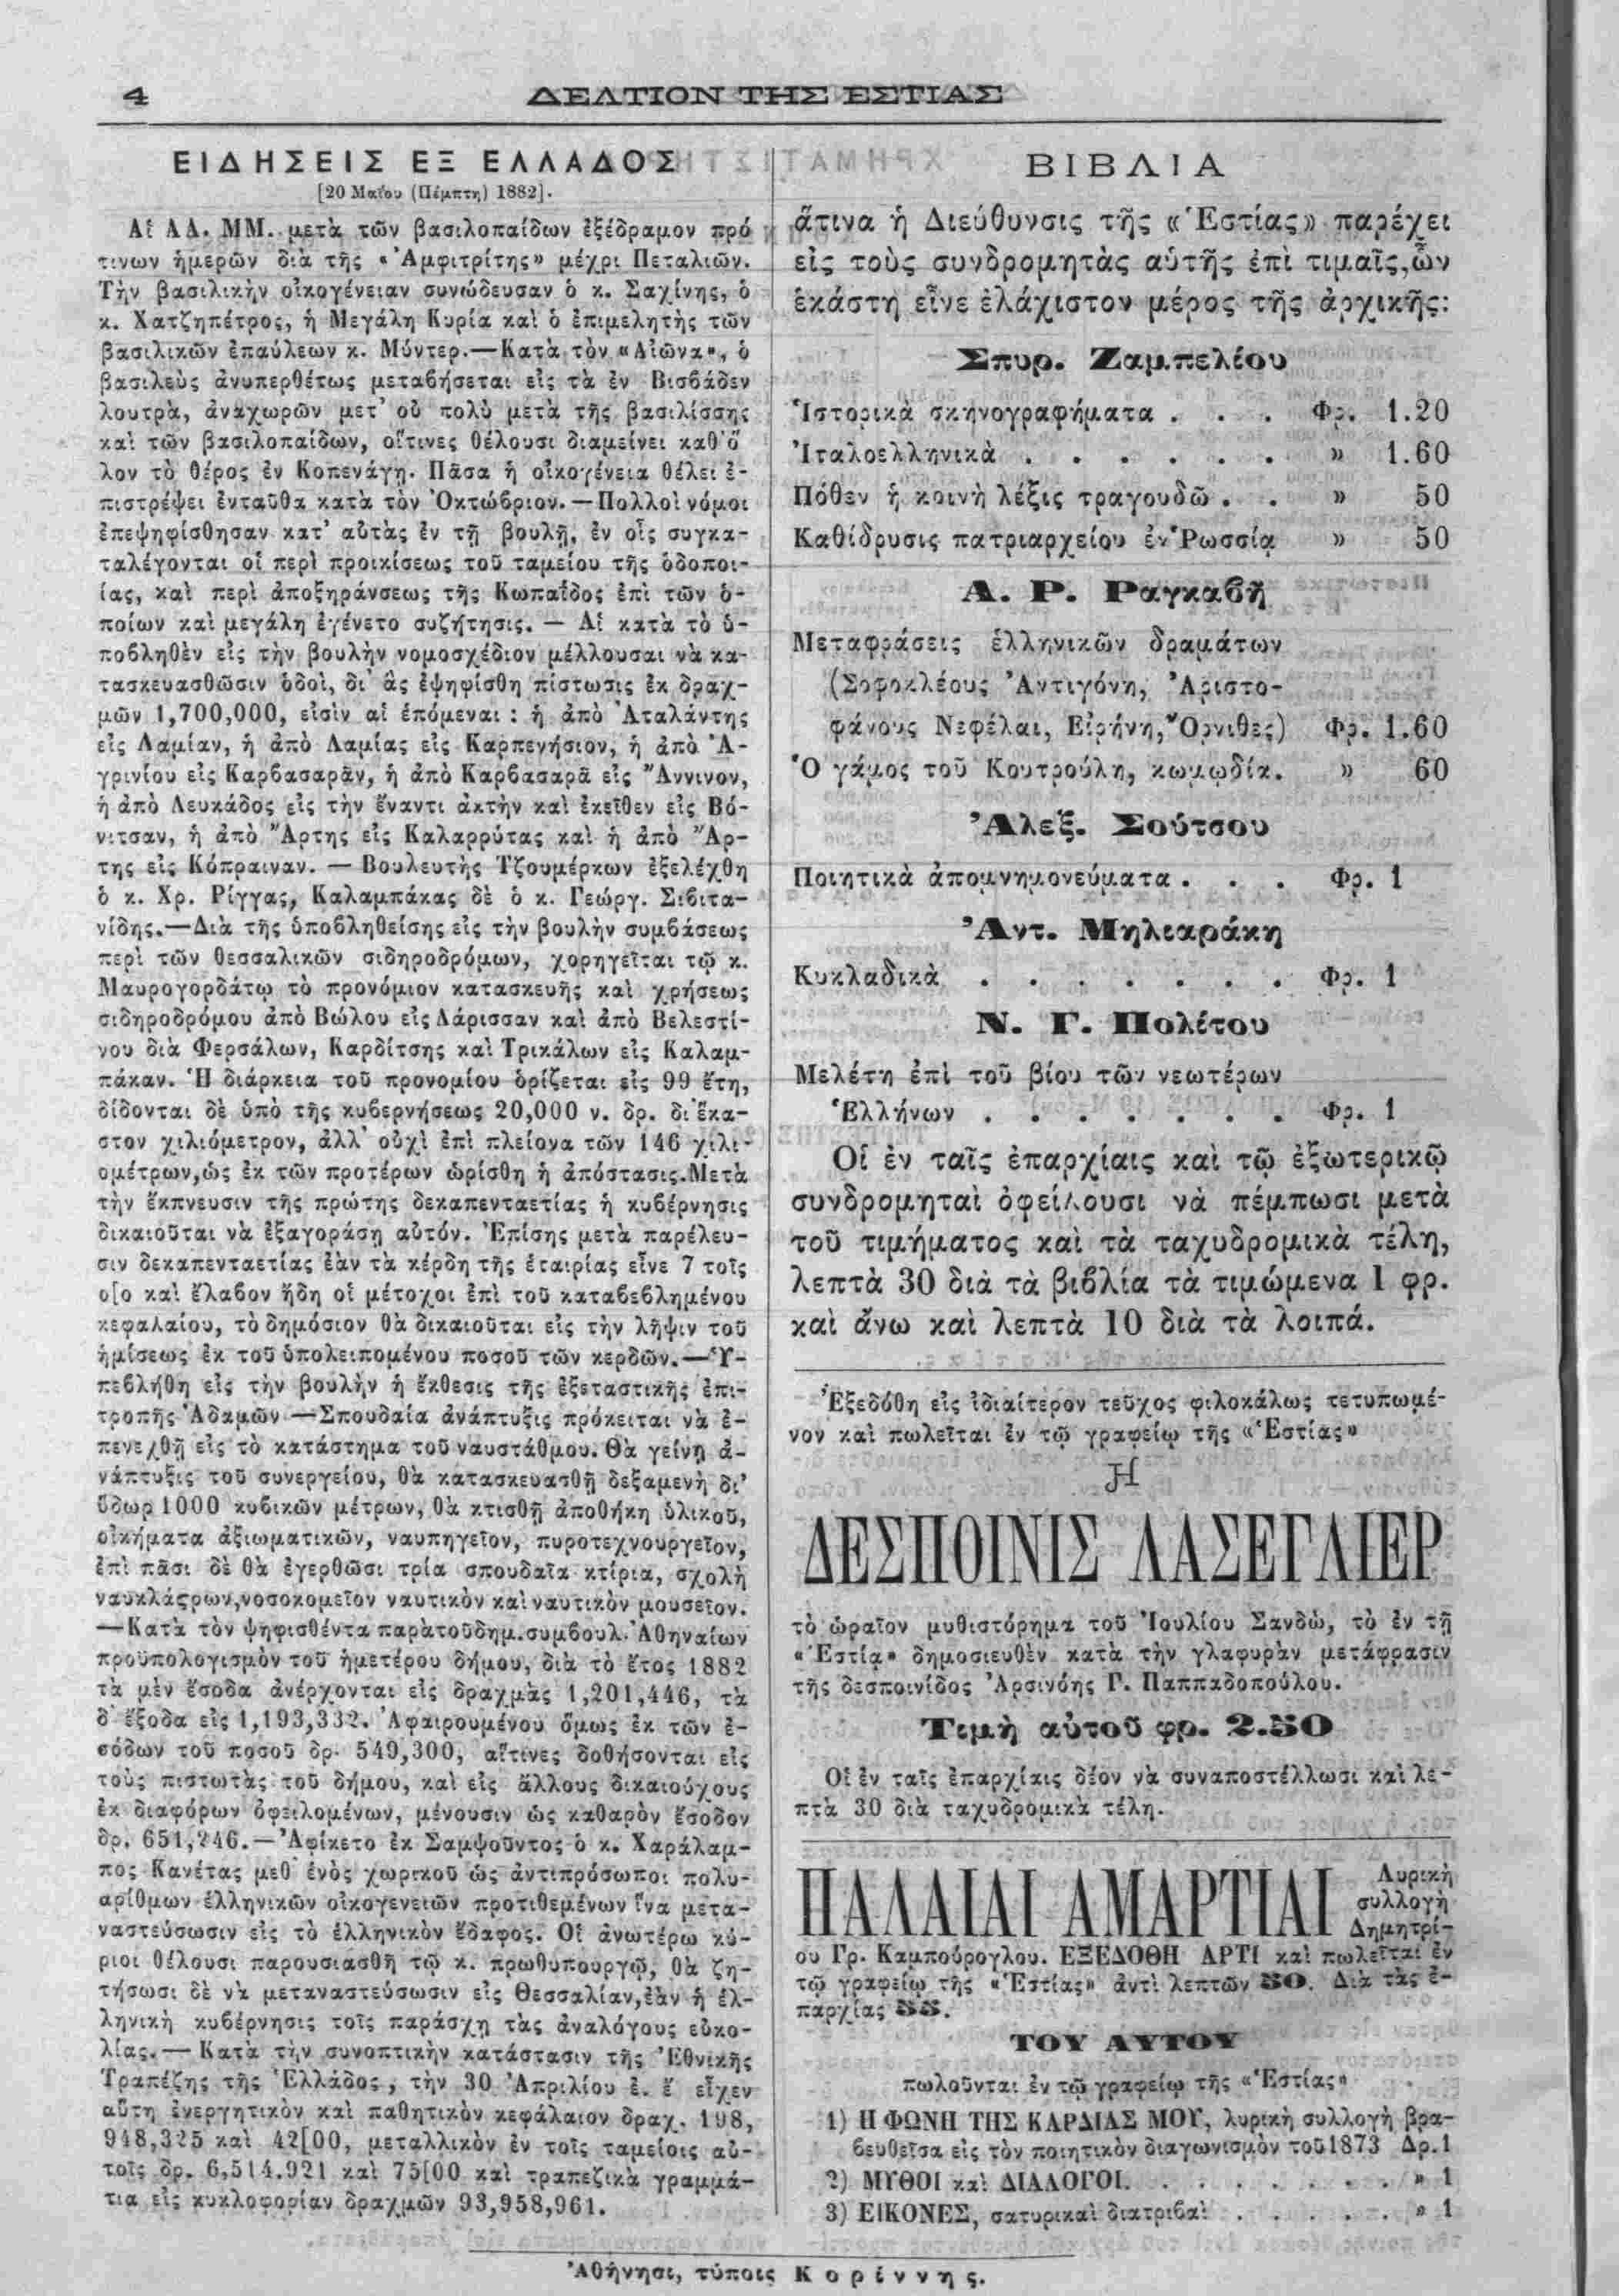 4
ΔΕΛΤΙΟΝ ΤΗΣ ΕΣΤΙΑΣ
ΕΙΔΗΣΕΙΣ ΕΞ ΕΛΛΑΔΟΣ
[20 Μαΐου (Πέμπτη) 1882].
Αἱ ΑΔ. ΜΜ. μετὰ τῶν βασιλοπαίδων ἐξέδραμον πρό
τινων ἡμερῶν διὰ τῆς «Ἀμφιτρίτης» μέχρι Πεταλιῶν.
Τὴν βασιλικὴν οἰκογένειαν συνώδευσαν ὁ κ. Σαχίνης, ὁ
κ. Χατζηπέτρος, ἡ Μεγάλη Κυρία καὶ ὁ ἐπιμελητὴς τῶν
βασιλικῶν ἐπαύλεων κ. Μύντερ.—Κατὰ τὸν «Αἰῶνα», ὁ
βασιλεὺς ἀνυπερθέτως μεταβήσεται εἰς τὰ ἐν Βισβάδεν
λουτρὰ, ἀναχωρῶν μετ’ οὐ πολὺ μετὰ τῆς βασιλίσσης
καὶ τῶν βασιλοπαίδων, οἵτινες θέλουσι διαμείνει καθ’ ὅ
λον τὸ θέρος ἐν Κοπενάγῃ. Πᾶσα ἡ οἰκογένεια θέλει ἐ-
πιστρέψει ἐνταῦθα κατὰ τὸν Ὀκτώβριον.—Πολλοὶ νόμοι
ἐπεψηφίσθησαν κατ’ αὐτὰς ἐν τῇ βουλῇ, ἐν οἷς συγκα-
ταλέγονται οἱ περὶ προικίσεως τοῦ ταμείου τῆς ὁδοποι-
ίας, καὶ περὶ ἀποξηράνσεως τῆς Κωπαΐδος ἐπὶ τῶν ὁ-
ποίων καὶ μεγάλη ἐγένετο συζήτησις. — Αἱ κατὰ τὸ ὑ-
ποβληθὲν εἰς τὴν βουλὴν νομοσχέδιον μέλλουσαι νὰ κα-
τασκευασθῶσιν ὁδοὶ, δι’ ἃς ἐψηφίσθη πίστωσις ἐκ δραχ-
μῶν 1,700,000, εἰσὶν αἱ ἑπόμεναι : ἡ ἀπὸ Ἀταλάντης
εἰς Λαμίαν, ἡ ἀπὸ Λαμίας εἰς Καρπενήσιον, ἡ ἀπὸ Ἀ-
γρινίου εἰς Καρβασαρᾶν, ἡ ἀπὸ Καρβασαρᾶ εἰς Ἄννινον,
ἡ ἀπὸ Λευκάδος εἰς τὴν ἔναντι ἀκτὴν καὶ ἐκεῖθεν εἰς Βό-
νιτσαν, ἡ ἀπὸ Ἄρτης εἰς Καλαρρύτας καὶ ἡ ἀπὸ Ἄρ-
της εἰς Κόπραιναν. — Βουλευτὴς Τζουμέρκων ἐξελέχθη
ὁ κ. Χρ. Ρίγγας, Καλαμπάκας δὲ ὁ κ. Γεώργ. Σιβιτα-
νίδης.—Διὰ τῆς ὑποβληθείσης εἰς τὴν βουλὴν συμβάσεως
περὶ τῶν θεσσαλικῶν σιδηροδρόμων, χορηγεῖται τῷ κ.
Μαυρογορδάτῳ τὸ προνόμιον κατασκευῆς καὶ χρήσεως
σιδηροδρόμου ἀπὸ Βώλου εἰς Λάρισσαν καὶ ἀπὸ Βελεστί-
νου διὰ Φερσάλων, Καρδίτσης καὶ Τρικάλων εἰς Καλαμ-
πάκαν. Ἡ διάρκεια τοῦ προνομίου ὁρίζεται εἰς 99 ἔτη,
δίδονται δὲ ὑπὸ τῆς κυβερνήσεως 20,000 ν. δρ. δι’ ἕκα-
στον χιλιόμετρον, ἀλλ’ οὐχὶ ἐπὶ πλείονα τῶν 146 χιλι-
ομέτρων,ὡς ἐκ τῶν προτέρων ὡρίσθη ἡ ἀπόστασις.Μετὰ
τὴν ἔκπνευσιν τῆς πρώτης δεκαπενταετίας ἡ κυβέρνησις
δικαιοῦται νὰ ἐξαγοράσῃ αὐτόν. Ἐπίσης μετὰ παρέλευ-
σιν δεκαπενταετίας ἐὰν τὰ κέρδη τῆς ἑταιρίας εἶνε 7 τοῖς
ο[ο καὶ ἔλαβον ἤδη οἱ μέτοχοι ἐπὶ τοῦ καταβεβλημένου
κεφαλαίου, τὸ δημόσιον θὰ δικαιοῦται εἰς τὴν λῆψιν τοῦ
ἡμίσεως ἐκ τοῦ ὑπολειπομένου ποσοῦ τῶν κερδῶν.—Ὑ-
πεβλήθη εἰς τὴν βουλὴν ἡ ἔκθεσις τῆς ἐξεταστικῆς ἐπι-
τροπῆς Ἀδαμῶν —Σπουδαία ἀνάπτυξις πρόκειται νὰ ἐ-
πενεχθῇ εἰς τὸ κατάστημα τοῦ ναυστάθμου. Θὰ γείνῃ ἀ-
νάπτυξις τοῦ συνεργείου, θὰ κατασκευασθῇ δεξαμενὴ δι’
ὕδωρ 1000 κυβικῶν μέτρων, θὰ κτισθῇ ἀποθήκη ὑλικοῦ,
οἰκήματα ἀξιωματικῶν, ναυπηγεῖον, πυροτεχνουργεῖον,
ἐπὶ πᾶσι δὲ θὰ ἐγερθῶσι τρία σπουδαῖα κτίρια, σχολὴ
ναυκλάςρων,νοσοκομεῖον ναυτικὸν καὶ ναυτικὸν μουσεῖον.
—Κατὰ τὸν ψηφισθέντα παρὰ τοῦ δημ.συμβουλ. Ἀθηναίων
προϋπολογισμὸν τοῦ ἡμετέρου δήμου, διὰ τὸ ἔτος 1882
τὰ μὲν ἔσοδα ἀνέρχονται εἰς δραχμὰς 1,201,446, τὰ
δ’ ἔξοδα εἰς 1,193,332. Ἀφαιρουμένου ὅμως ἐκ τῶν ἐ-
σόδων τοῦ ποσοῦ δρ. 549,300, αἵτινες δοθήσονται εἰς
τοὺς πιστωτὰς τοῦ δήμου, καὶ εἰς ἄλλους δικαιούχους
ἐκ διαφόρων ὀφειλομένων, μένουσιν ὡς καθαρὸν ἔσοδον
δρ. 651,246.—Ἀφίκετο ἐκ Σαμψοῦντος ὁ κ. Χαράλαμ-
πος Κανέτας μεθ’ ἑνὸς χωρικοῦ ὡς ἀντιπρόσωποι πολυ-
αρίθμων ἑλληνικῶν οἰκογενειῶν προτιθεμένων ἵνα μετα-
ναστεύσωσιν εἰς τὸ ἑλληνικὸν ἔδαφος. Οἱ ἀνωτέρω κύ-
ριοι θέλουσι παρουσιασθῆ τῷ κ. πρωθυπουργῷ, θὰ ζη-
τήσωσι δὲ νὰ μεταναστεύσωσιν εἰς Θεσσαλίαν,ἐὰν ἡ ἑλ-
ληνικὴ κυβέρνησις τοῖς παράσχῃ τὰς ἀναλόγους εὐκο-
λίας.— Κατὰ τὴν συνοπτικὴν κατάστασιν τῆς Ἐθνικῆς
Τραπέζης τῆς Ἑλλάδος, τὴν 30 Ἀπριλίου ἐ. ἔ εἶχεν
αὕτη ἐνεργητικὸν καὶ παθητικὸν κεφάλαιον δραχ. 198,
948,325 καὶ 42[00, μεταλλικὸν ἐν τοῖς ταμείοις αὐ-
τοῖς δρ. 6,514.921 καὶ 75[00 καὶ τραπεζικὰ γραμμά-
τια εἰς κυκλοφορίαν δραχμῶν 93,958,961.
ΒΙΒΛΙΑ
ἅτινα ἡ Διεύθυνσις τῆς «Ἑστίας» παρέχει
εἰς τοὺς συνδρομητὰς αὐτῆς ἐπὶ τιμαῖς,ὧν
ἑκάστη εἶνε ἐλάχιστον μέρος τῆς ἀρχικῆς:
Σπυρ. Ζαμπελίου
Ἱστορικὰ σκηνογραφήματα . . . Φρ. 1.20
Ἰταλοελληνικὰ . . . . . . » 1.60
Πόθεν ἡ κοινὴ λέξις τραγουδῶ . . » 50
Καθίδρυσις πατριαρχείου ἐν Ῥωσσίᾳ » 50
Α. Ρ. Ραγκαβῆ
Μεταφράσεις ἑλληνικῶν δραμάτων
(Σοφοκλέους Ἀντιγόνη, Ἀριστο-
φάνους Νεφέλαι, Εἰρήνη, Ὄρνιθες) Φρ. 1.60
Ὁ γάμος τοῦ Κουτρούλη, κωμῳδία. » 60
Ἀλεξ. Σούτσου
Ποιητικὰ ἀπομνημονεύματα . . . Φρ. 1
Ἀντ. Μηλιαράκη
Κυκλαδικὰ . . . . . . . Φρ. 1
Ν. Γ. Πολίτου
Μελέτη ἐπὶ τοῦ βίου τῶν νεωτέρων
Ἑλλήνων . . . . . . . Φρ. 1
Οἱ ἐν ταῖς ἐπαρχίαις καὶ τῷ ἐξωτερικῷ
συνδρομηταὶ ὀφείλουσι νὰ πέμπωσι μετὰ
τοῦ τιμήματος καὶ τὰ ταχυδρομικὰ τέλη,
λεπτὰ 30 διὰ τὰ βιβλία τὰ τιμώμενα 1 φρ.
καὶ ἄνω καὶ λεπτὰ 10 διὰ τὰ λοιπά.
Ἐξεδόθη εἰς ἰδιαίτερον τεῦχος φιλοκάλως τετυπωμέ-
νον καὶ πωλεῖται ἐν τῷ γραφείῳ τῆς «Ἑστίας»
Η
ΔΕΣΠΟΙΝΙΣ ΛΑΣΕΓΛΙΕΡ
τὸ ὡραῖον μυθιστόρημα τοῦ Ἰουλίου Σανδὼ, τὸ ἐν τῇ
«Ἑστίᾳ» δημοσιευθὲν κατὰ τὴν γλαφυρὰν μετάφρασιν
τῆς δεσποινίδος Ἀρσινόης Γ. Παππαδοπούλου.
Τιμὴ αὐτοῦ φρ. 2.50
Οἱ ἐν ταῖς ἐπαρχίαις δέον νὰ συναποστέλλωσι καὶ λε-
πτὰ 30 διὰ ταχυδρομικὰ τέλη.
ΠΑΛΑΙΑΙ ΑΜΑΡΤΙΑΙ Λυρικὴ
συλλογὴ
Δημητρί-
ου Γρ. Καμπούρογλου. ΕΞΕΔΟΘΗ ΑΡΤΙ καὶ πωλεῖται ἐν
τῷ γραφείῳ τῆς «Ἑστίας» ἀντὶ λεπτῶν 50. Διὰ τὰς ἐ-
παρχίας 55.
ΤΟΥ ΑΥΤΟΥ
πωλοῦνται ἐν τῷ γραφείῳ τῆς «Ἑστίας»
1) Η ΦΩΝΗ ΤΗΣ ΚΑΡΔΙΑΣ ΜΟΥ, λυρικὴ συλλογὴ βρα-
βευθεῖσα εἰς τὸν ποιητικὸν διαγωνισμὸν τοῦ 1873 Δρ.1
2) ΜΥΘΟΙ καὶ ΔΙΑΛΟΓΟΙ. . . . . . . . » 1
3) ΕΙΚΟΝΕΣ, σατυρικαὶ διατριβαὶ . . . . . » 1
Ἀθήνησι, τύποις Κορίννης.